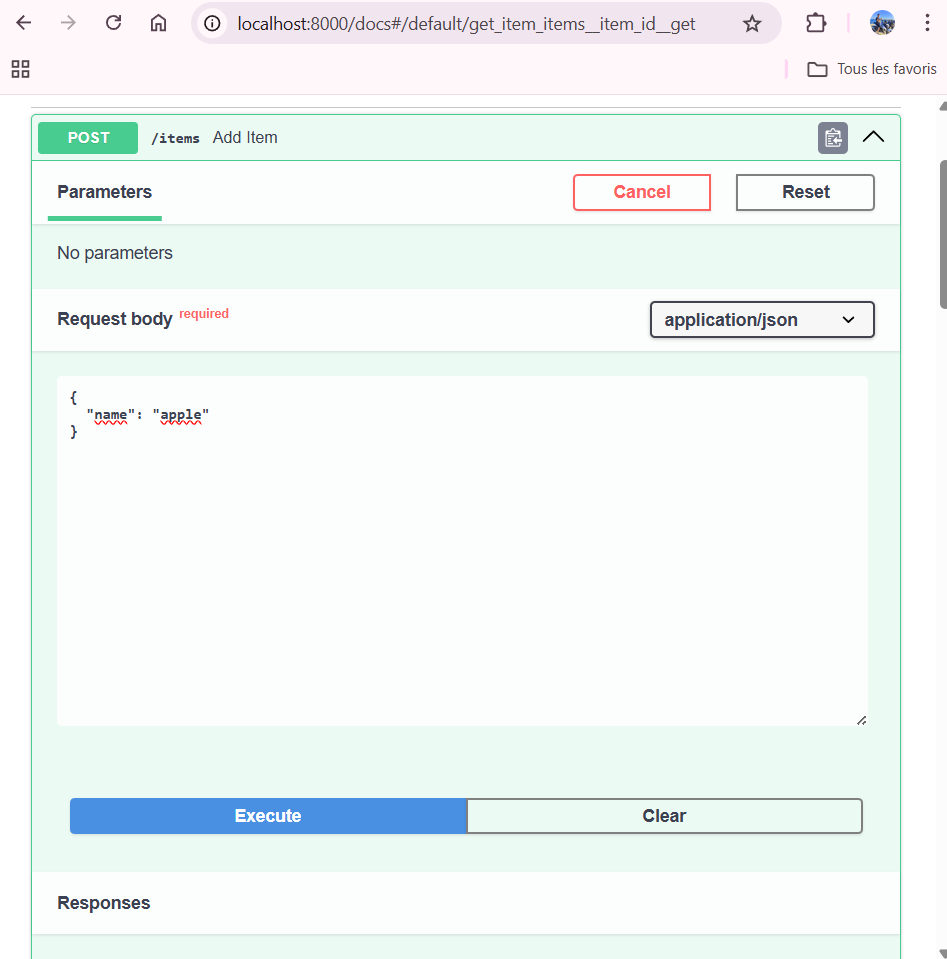 localhost:8000/docs#/default/get_item_items__item_id__get
Tous les favoris
POST /items Add Item
Parameters Cancel Reset
No parameters
Request body required application/json
{
  "name": "apple"
}
Execute Clear
Responses